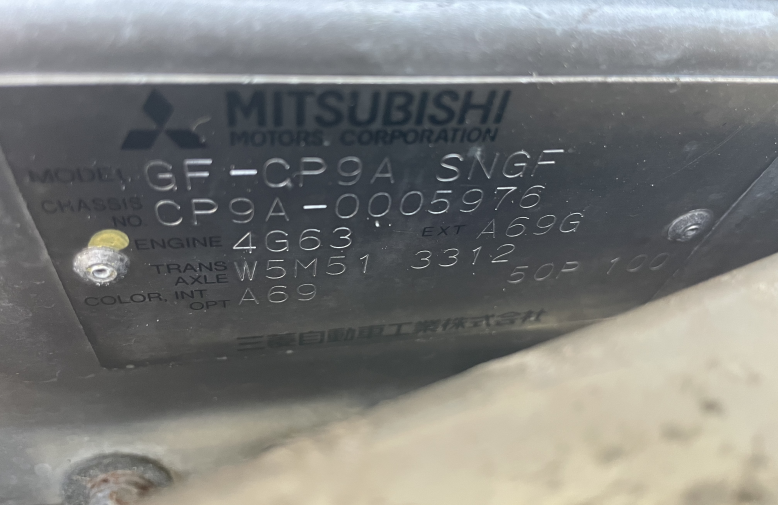 MITSUBISHI
MOTORS CORPORATION
MODEL GF-CP9A SNGF
CHASSIS NO. CP9A-0005976
ENGINE 4G63 EXT A69G
TRANS AXLE W5M51 3312 50P 100
COLOR, INT OPT A69
三菱自動車工業株式会社